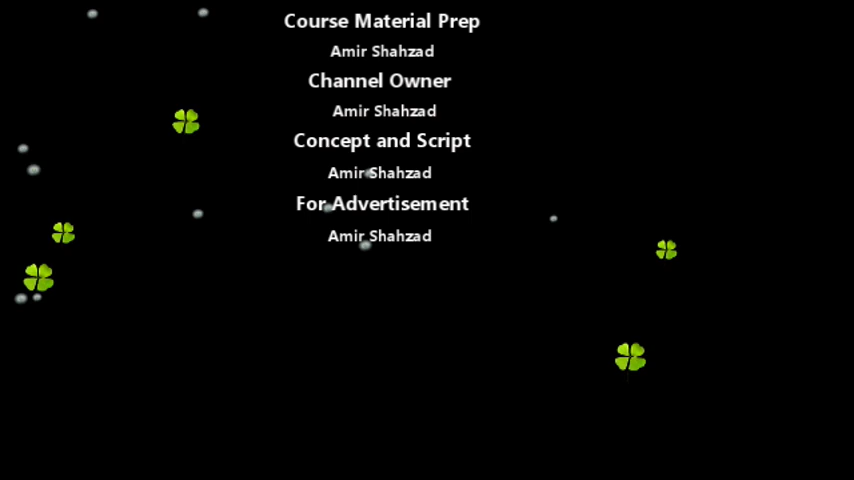 Course Material Prep
Amir Shahzad
Channel Owner
Amir Shahzad
Concept and Script
Amir Shahzad
For Advertisement
Amir Shahzad